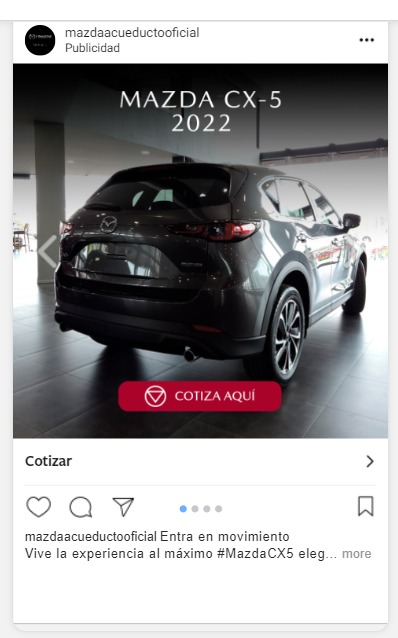 mazdaacueductooficial
Publicidad
MAZDA CX-5
2022
COTIZA AQUÍ
Cotizar
mazdaacueductooficial Entra en movimiento
Vive la experiencia al máximo #MazdaCX5 eleg... more